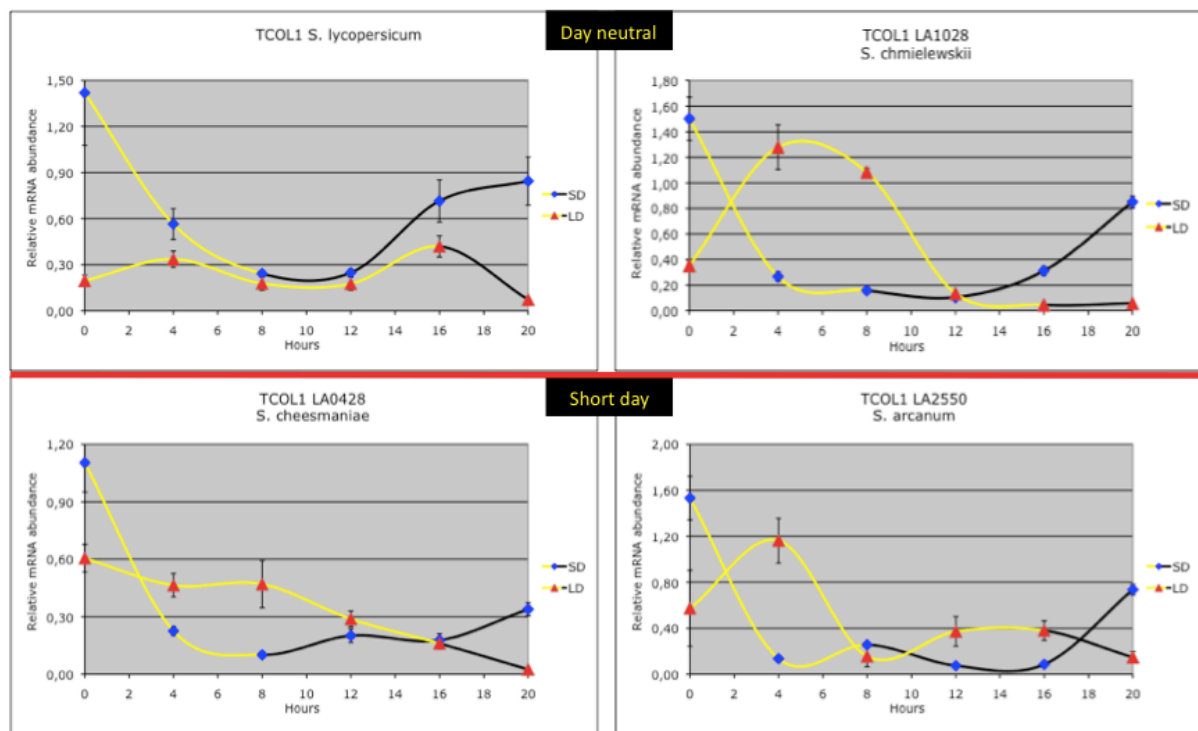 Day neutral
TCOL1 S. lycopersicum
Relative mRNA abundance
1,50
1,20
0,90
0,60
0,30
0,00
0 2 4 6 8 10 12 14 16 18 20
Hours
SD
LD
TCOL1 LA1028
S. chmielewskii
Relative mRNA abundance
1,80
1,60
1,40
1,20
1,00
0,80
0,60
0,40
0,20
0,00
0 2 4 6 8 10 12 14 16 18 20
Hours
SD
LD
Short day
TCOL1 LA0428
S. cheesmaniae
Relative mRNA abundance
1,20
0,90
0,60
0,30
0,00
0 2 4 6 8 10 12 14 16 18 20
Hours
SD
LD
TCOL1 LA2550
S. arcanum
Relative mRNA abundance
2,00
1,60
1,20
0,80
0,40
0,00
0 2 4 6 8 10 12 14 16 18 20
Hours
SD
LD